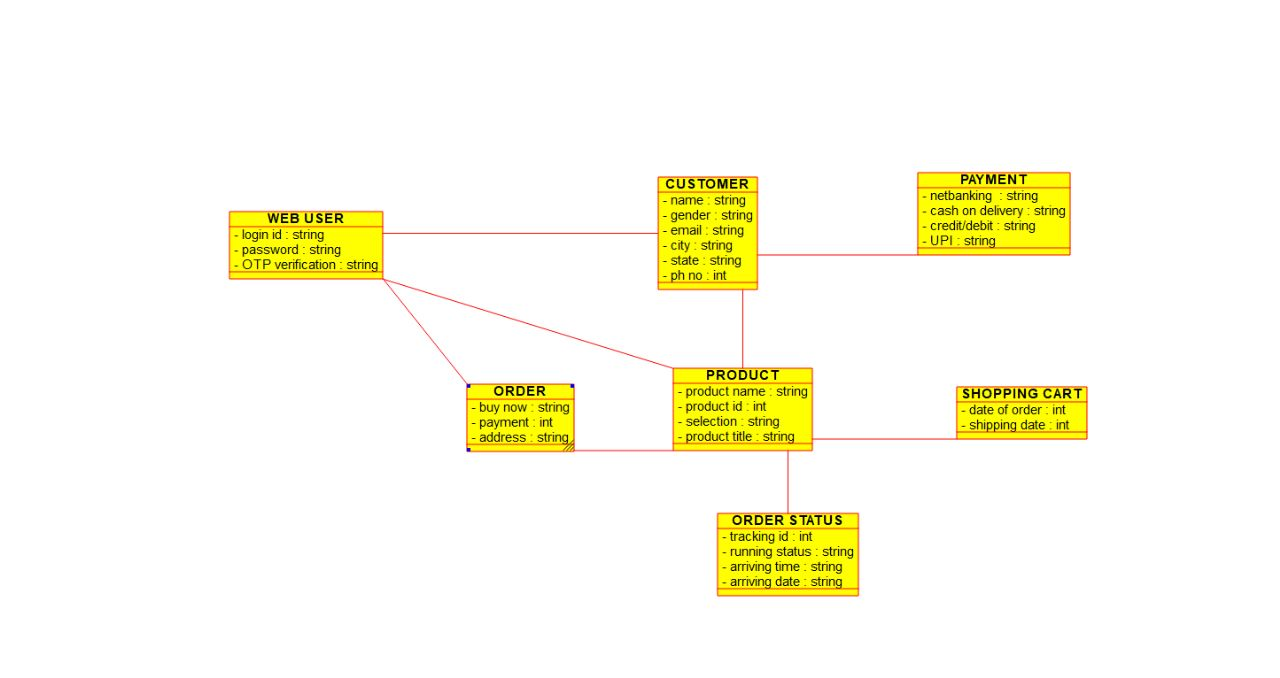 WEB USER
- login id : string
- password : string
- OTP verification : string
CUSTOMER
- name : string
- gender : string
- email : string
- city : string
- state : string
- ph no : int
PAYMENT
- netbanking  : string
- cash on delivery : string
- credit/debit : string
- UPI : string
ORDER
- buy now : string
- payment : int
- address : string
PRODUCT
- product name : string
- product id : int
- selection : string
- product title : string
SHOPPING CART
- date of order : int
- shipping date : int
ORDER STATUS
- tracking id : int
- running status : string
- arriving time : string
- arriving date : string